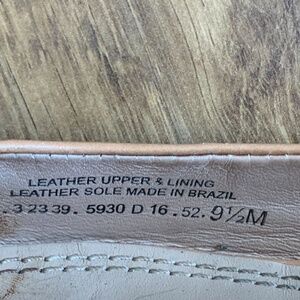 LEATHER UPPER & LINING
LEATHER SOLE MADE IN BRAZIL
. 3 23 39. 5930 D 16 . 52. 9½M